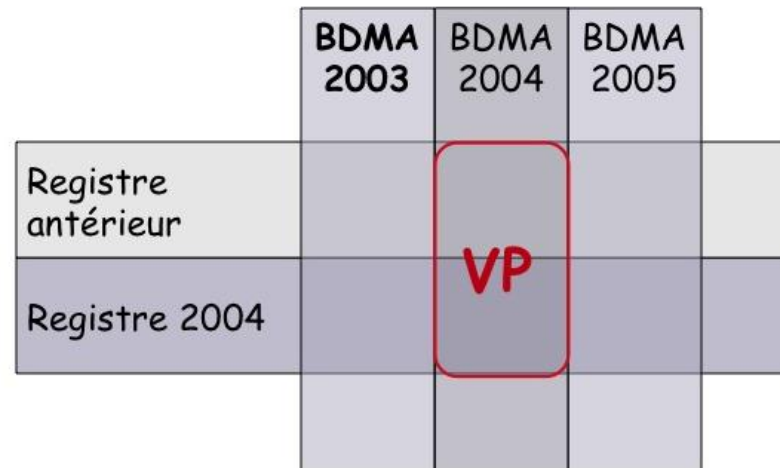 BDMA
2003
BDMA
2004
BDMA
2005
Registre
antérieur
VP
Registre 2004